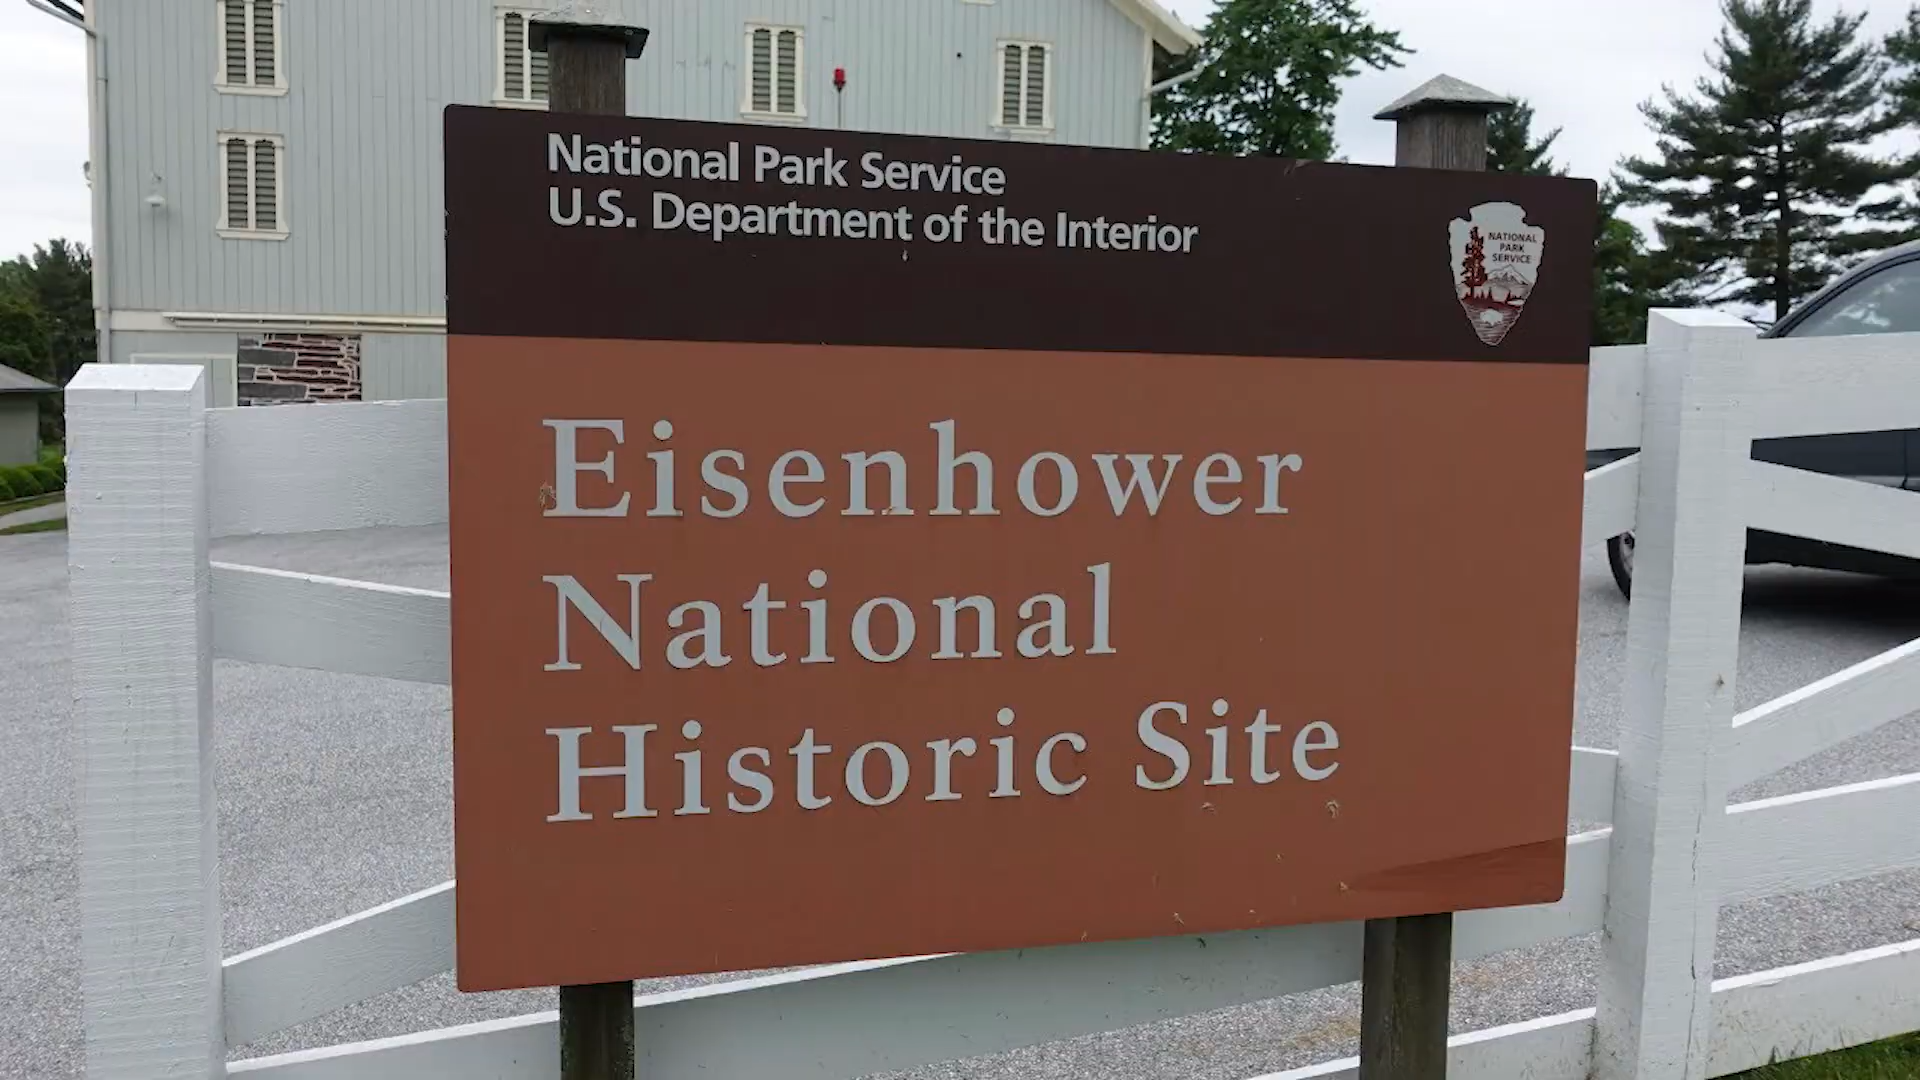 National Park Service
U.S. Department of the Interior
NATIONAL
PARK
SERVICE
Eisenhower
National
Historic Site